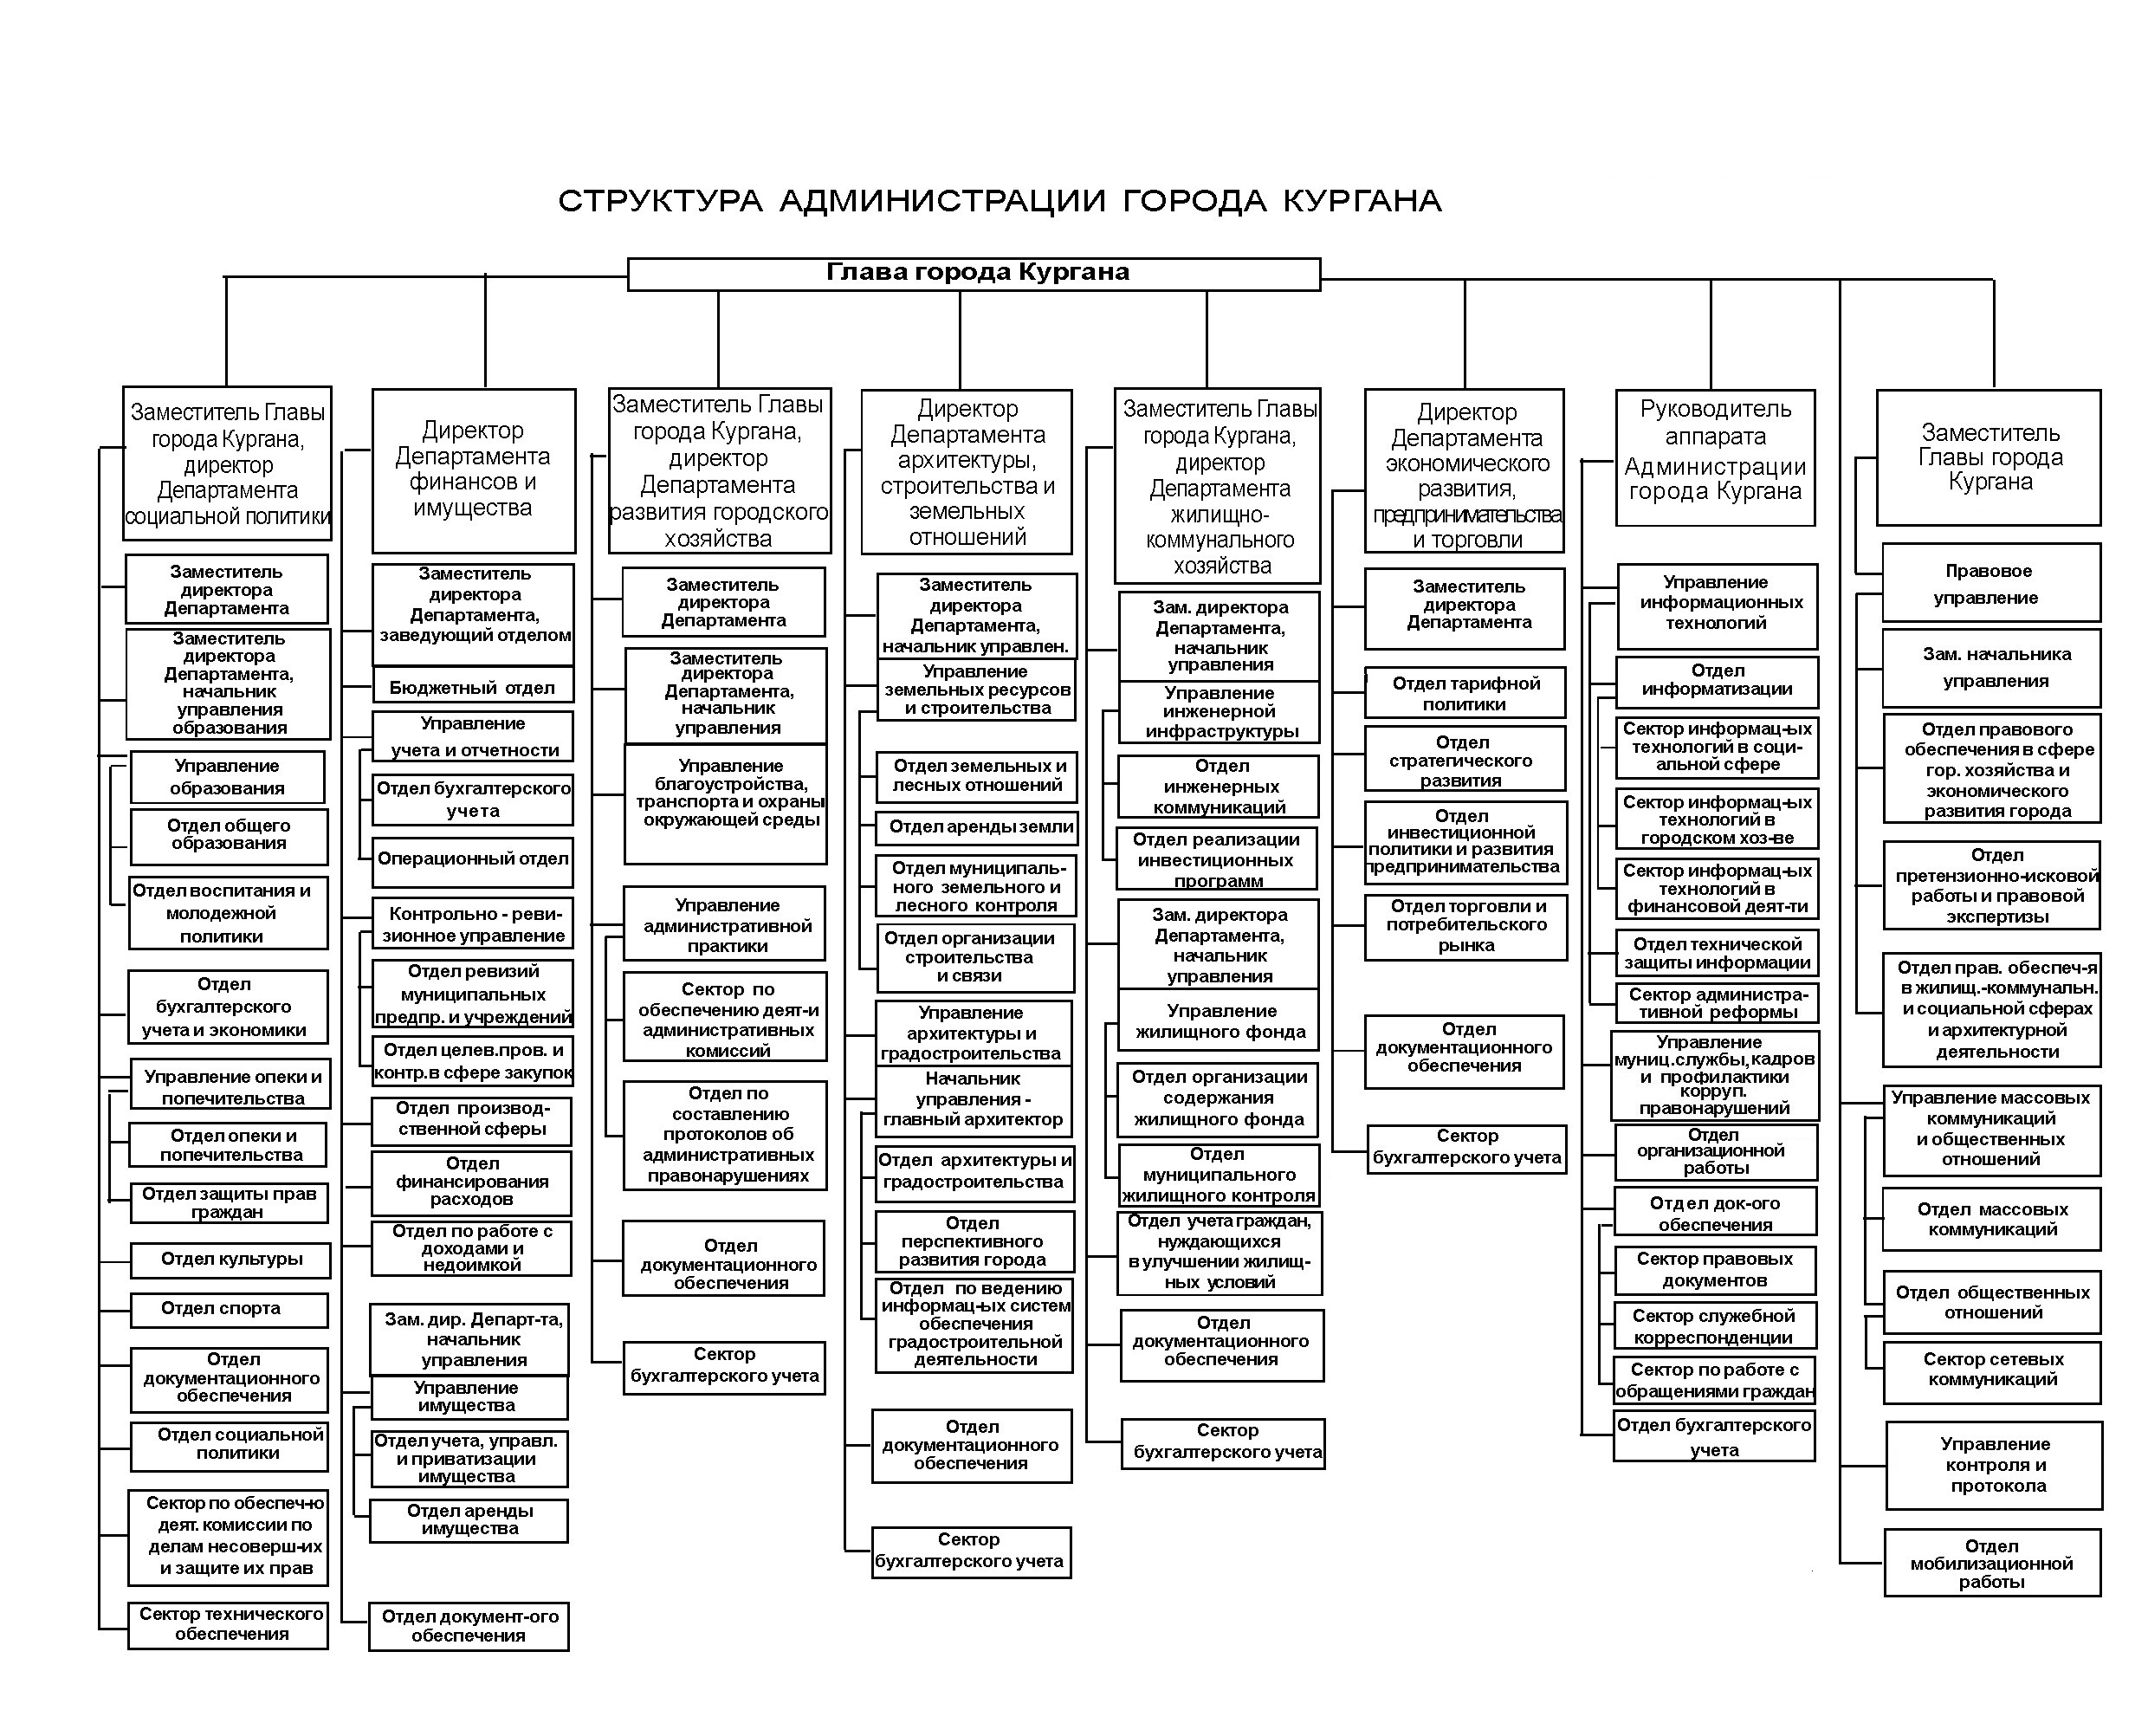 СТРУКТУРА АДМИНИСТРАЦИИ ГОРОДА КУРГАНА
Глава города Кургана
Заместитель Главы
города Кургана,
директор
Департамента
социальной политики
Заместитель
директора
Департамента
Заместитель
директора
Департамента,
начальник
управления
образования
Управление
образования
Отдел общего
образования
Отдел воспитания и
молодежной
политики
Отдел
бухгалтерского
учета и экономики
Управление опеки и
попечительства
Отдел опеки и
попечительства
Отдел защиты прав
граждан
Отдел культуры
Отдел спорта
Отдел
документационного
обеспечения
Отдел социальной
политики
Сектор по обеспеч-ю
деят. комиссии по
делам несоверш-их
и защите их прав
Сектор технического
обеспечения
Директор
Департамента
финансов и
имущества
Заместитель
директора
Департамента,
заведующий отделом
Бюджетный отдел
Управление
учета и отчетности
Отдел бухгалтерского
учета
Операционный отдел
Контрольно - реви-
зионное управление
Отдел ревизий
муниципальных
предпр. и учреждений
Отдел целев.пров. и
контр.в сфере закупок
Отдел производ-
ственной сферы
Отдел
финансирования
расходов
Отдел по работе с
доходами и
недоимкой
Зам. дир. Департ-та,
начальник
управления
Управление
имущества
Отдел учета, управл.
и приватизации
имущества
Отдел аренды
имущества
Отдел документ-ого
обеспечения
Заместитель Главы
города Кургана,
директор
Департамента
развития городского
хозяйства
Заместитель
директора
Департамента
Заместитель
директора
Департамента,
начальник
управления
Управление
благоустройства,
транспорта и охраны
окружающей среды
Управление
административной
практики
Сектор по
обеспечению деят-и
административных
комиссий
Отдел по
составлению
протоколов об
административных
правонарушениях
Отдел
документационного
обеспечения
Сектор
бухгалтерского учета
Директор
Департамента
архитектуры,
строительства и
земельных
отношений
Заместитель
директора
Департамента,
начальник управлен.
Управление
земельных ресурсов
и строительства
Отдел земельных и
лесных отношений
Отдел аренды земли
Отдел муниципаль-
ного земельного и
лесного контроля
Отдел организации
строительства
и связи
Управление
архитектуры и
градостроительства
Начальник
управления -
главный архитектор
Отдел архитектуры и
градостроительства
Отдел
перспективного
развития города
Отдел по ведению
информац-ых систем
обеспечения
градостроительной
деятельности
Отдел
документационного
обеспечения
Сектор
бухгалтерского учета
Заместитель Главы
города Кургана,
директор
Департамента
жилищно-
коммунального
хозяйства
Зам. директора
Департамента,
начальник
управления
Управление
инженерной
инфраструктуры
Отдел
инженерных
коммуникаций
Отдел реализации
инвестиционных
программ
Зам. директора
Департамента,
начальник
управления
Управление
жилищного фонда
Отдел организации
содержания
жилищного фонда
Отдел
муниципального
жилищного контроля
Отдел учета граждан,
нуждающихся
в улучшении жилищ-
ных условий
Отдел
документационного
обеспечения
Сектор
бухгалтерского учета
Директор
Департамента
экономического
развития,
предпринимательства
и торговли
Заместитель
директора
Департамента
Отдел тарифной
политики
Отдел
стратегического
развития
Отдел
инвестиционной
политики и развития
предпринимательства
Отдел торговли и
потребительского
рынка
Отдел
документационного
обеспечения
Сектор
бухгалтерского учета
Руководитель
аппарата
Администрации
города Кургана
Управление
информационных
технологий
Отдел
информатизации
Сектор информац-ых
технологий в соци-
альной сфере
Сектор информац-ых
технологий в
городском хоз-ве
Сектор информац-ых
технологий в
финансовой деят-ти
Отдел технической
защиты информации
Сектор администра-
тивной реформы
Управление
муниц.службы, кадров
и профилактики
корруп.
правонарушений
Отдел
организационной
работы
Отдел док-ого
обеспечения
Сектор правовых
документов
Сектор служебной
корреспонденции
Сектор по работе с
обращениями граждан
Отдел бухгалтерского
учета
Заместитель
Главы города
Кургана
Правовое
управление
Зам. начальника
управления
Отдел правового
обеспечения в сфере
гор. хозяйства и
экономического
развития города
Отдел
претензионно-исковой
работы и правовой
экспертизы
Отдел прав. обеспеч-я
в жилищ.-коммунальн.
и социальной сферах
и архитектурной
деятельности
Управление массовых
коммуникаций
и общественных
отношений
Отдел массовых
коммуникаций
Отдел общественных
отношений
Сектор сетевых
коммуникаций
Управление
контроля и
протокола
Отдел
мобилизационной
работы